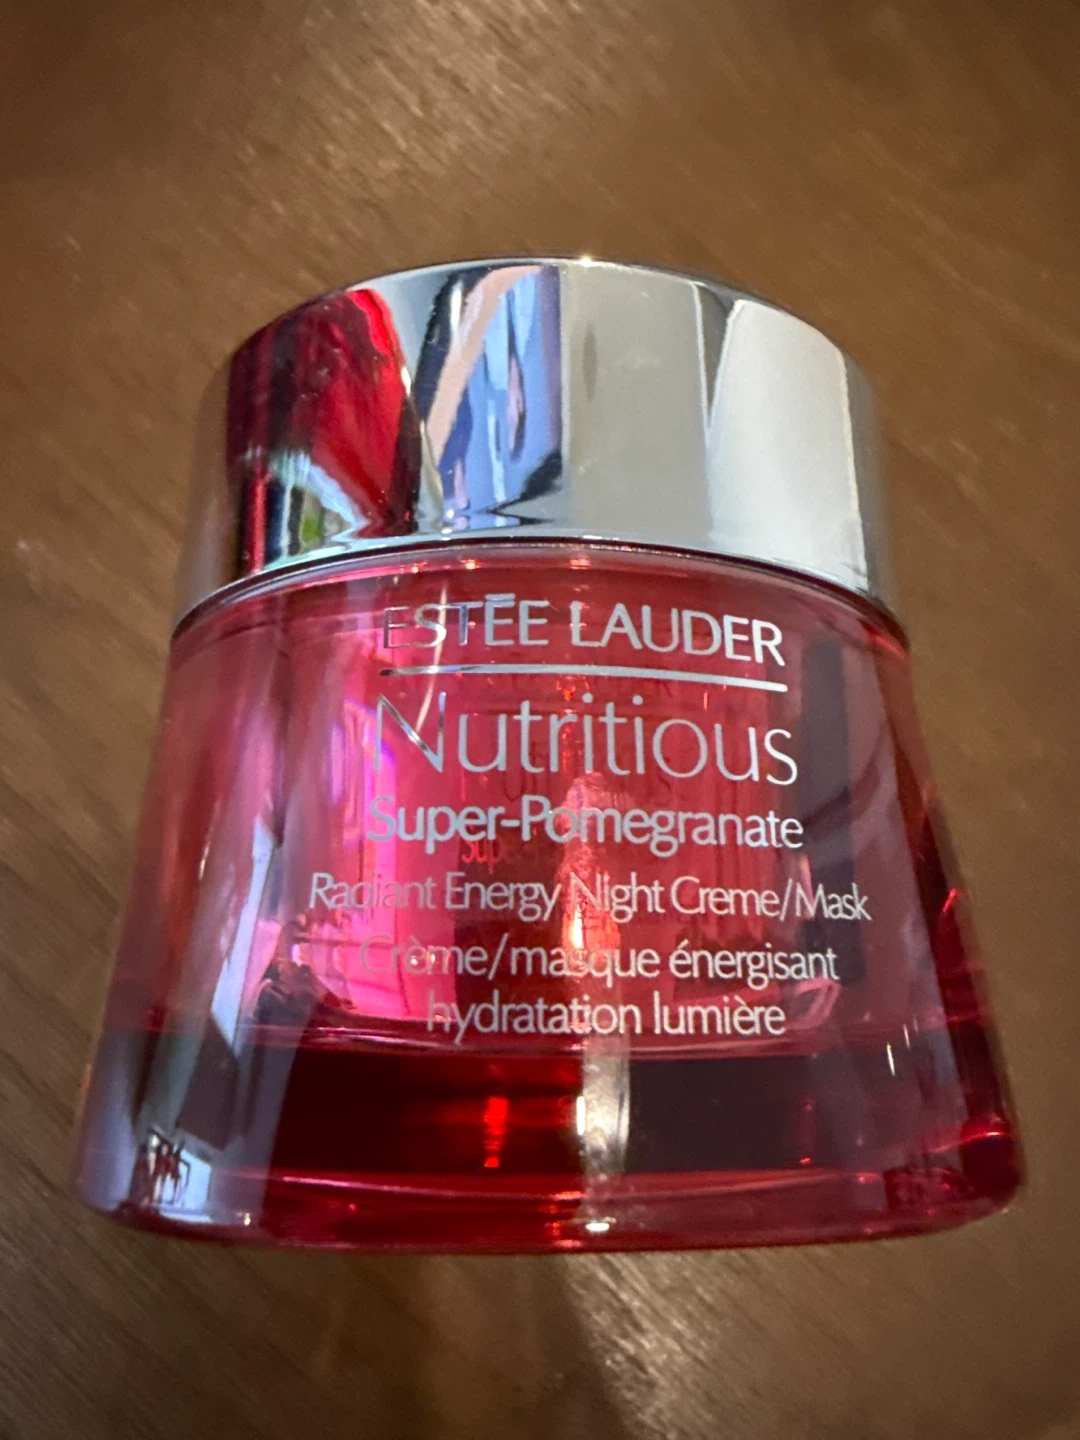 ESTĒE LAUDER
Nutritious
Super-Pomegranate
Radiant Energy Night Creme/Mask
Crème/masque énergisant
hydratation lumière